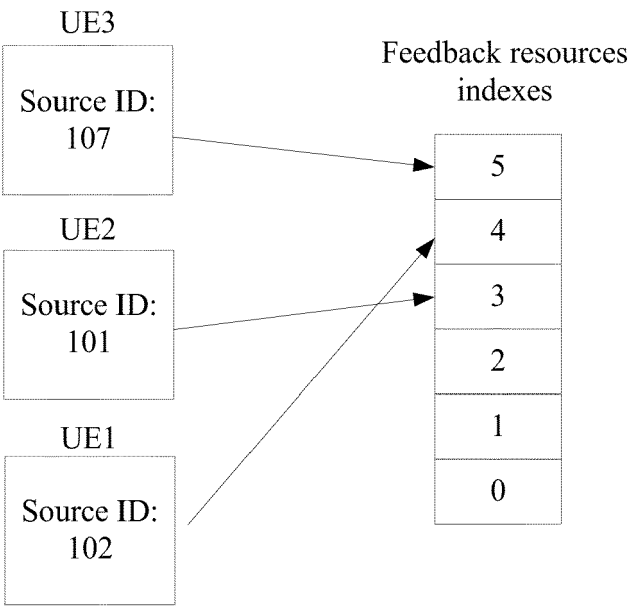 UE3
Source ID:
107
UE2
Source ID:
101
UE1
Source ID:
102
Feedback resources
indexes
5
4
3
2
1
0